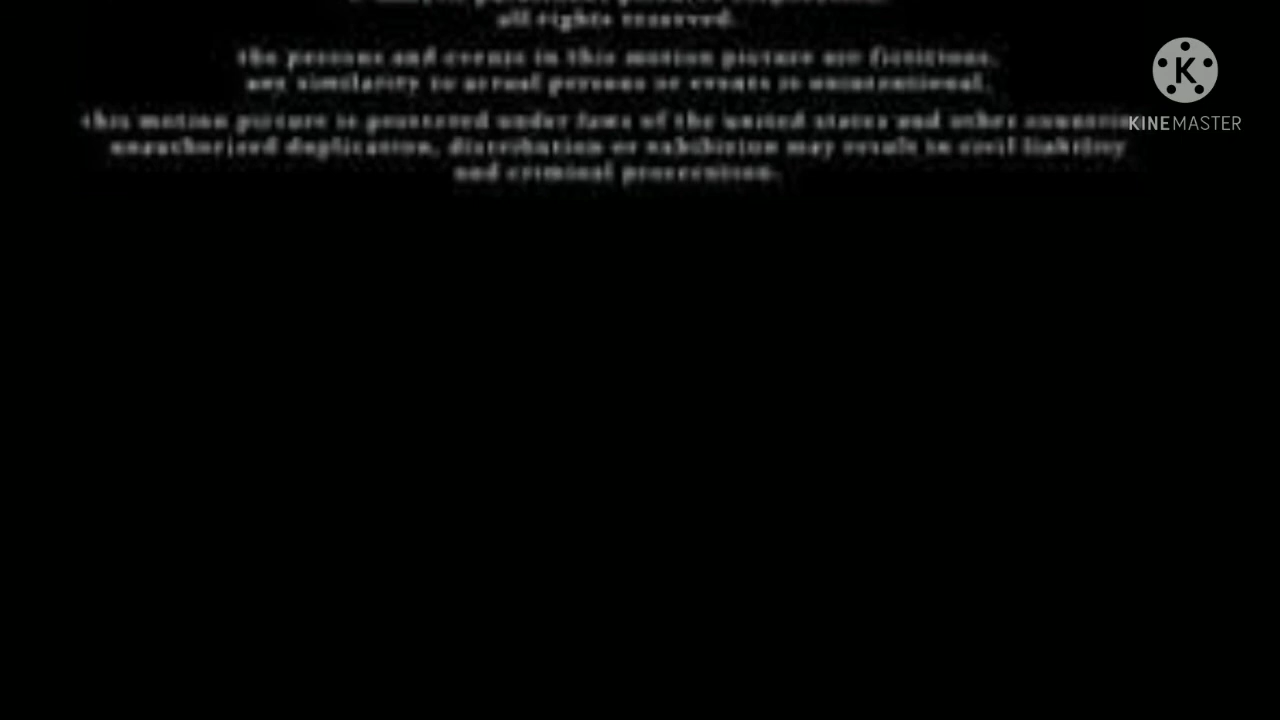 all rights reserved.
the persons and events in this motion picture are fictitious.
any similarity to actual persons or events is unintentional.
this motion picture is protected under laws of the united states and other countries
unauthorized duplication, distribution or exhibition may result in civil liability
and criminal prosecution.
K
KINEMASTER